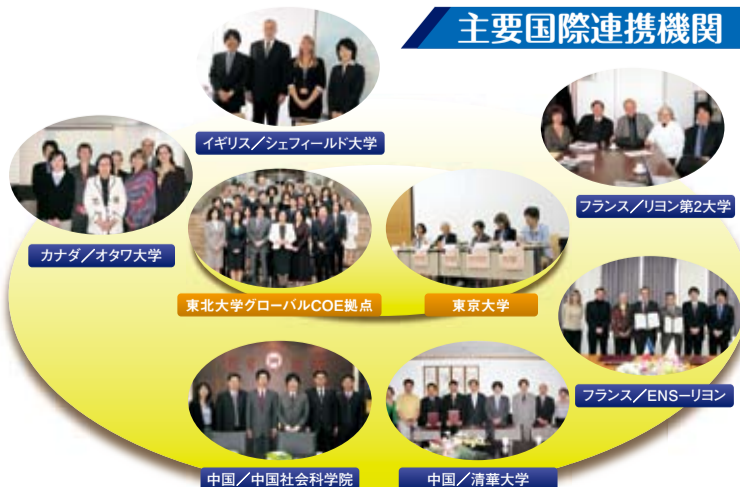 主要国際連携機関
イギリス／シェフィールド大学
フランス／リヨン第2大学
カナダ／オタワ大学
東北大学グローバルCOE拠点
東京大学
フランス／ENSーリヨン
中国／中国社会科学院
中国／清華大学